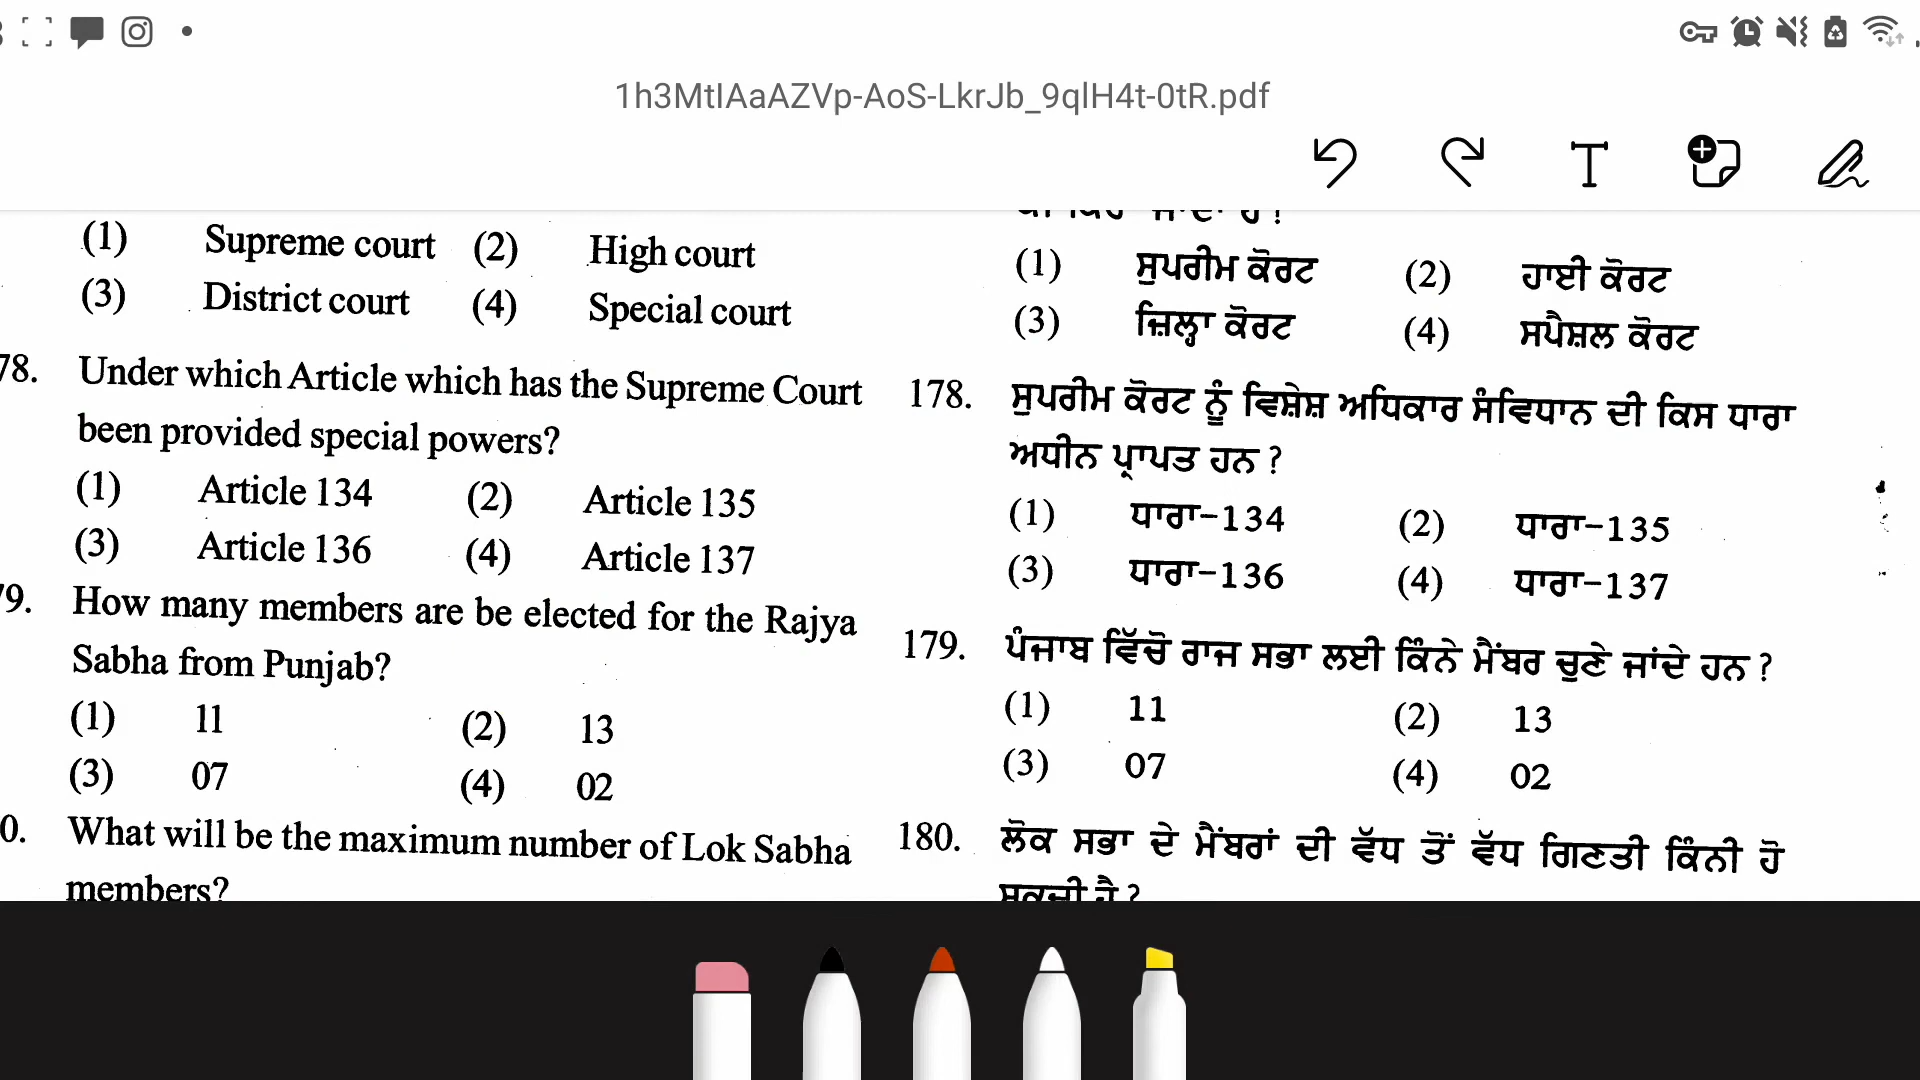 1h3MtIAaAZVp-AoS-LkrJb_9qlH4t-0tR.pdf
(1) Supreme court (2) High court
(3) District court (4) Special court
78. Under which Article which has the Supreme Court
been provided special powers?
(1) Article 134 (2) Article 135
(3) Article 136 (4) Article 137
79. How many members are be elected for the Rajya
Sabha from Punjab?
(1) 11 (2) 13
(3) 07 (4) 02
0. What will be the maximum number of Lok Sabha
members?
(1) ਸੁਪਰੀਮ ਕੋਰਟ (2) ਹਾਈ ਕੋਰਟ
(3) ਜ਼ਿਲ੍ਹਾ ਕੋਰਟ (4) ਸਪੈਸ਼ਲ ਕੋਰਟ
178. ਸੁਪਰੀਮ ਕੋਰਟ ਨੂੰ ਵਿਸ਼ੇਸ਼ ਅਧਿਕਾਰ ਸੰਵਿਧਾਨ ਦੀ ਕਿਸ ਧਾਰਾ
ਅਧੀਨ ਪ੍ਰਾਪਤ ਹਨ ?
(1) ਧਾਰਾ-134 (2) ਧਾਰਾ-135
(3) ਧਾਰਾ-136 (4) ਧਾਰਾ-137
179. ਪੰਜਾਬ ਵਿੱਚੋ ਰਾਜ ਸਭਾ ਲਈ ਕਿੰਨੇ ਮੈਂਬਰ ਚੁਣੇ ਜਾਂਦੇ ਹਨ ?
(1) 11 (2) 13
(3) 07 (4) 02
180. ਲੋਕ ਸਭਾ ਦੇ ਮੈਂਬਰਾਂ ਦੀ ਵੱਧ ਤੋਂ ਵੱਧ ਗਿਣਤੀ ਕਿੰਨੀ ਹੋ
ਸਕਦੀ ਹੈ ?